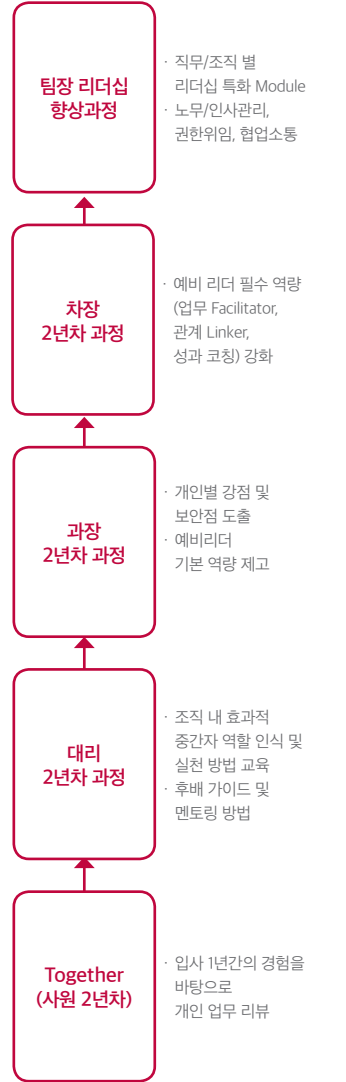 팀장 리더십
향상과정
· 직무/조직 별
리더십 특화 Module
· 노무/인사관리,
권한위임, 협업소통
차장
2년차 과정
· 예비 리더 필수 역량
(업무 Facilitator,
관계 Linker,
성과 코칭) 강화
과장
2년차 과정
· 개인별 강점 및
보안점 도출
· 예비리더
기본 역량 제고
대리
2년차 과정
· 조직 내 효과적
중간자 역할 인식 및
실천 방법 교육
· 후배 가이드 및
멘토링 방법
Together
(사원 2년차)
· 입사 1년간의 경험을
바탕으로
개인 업무 리뷰